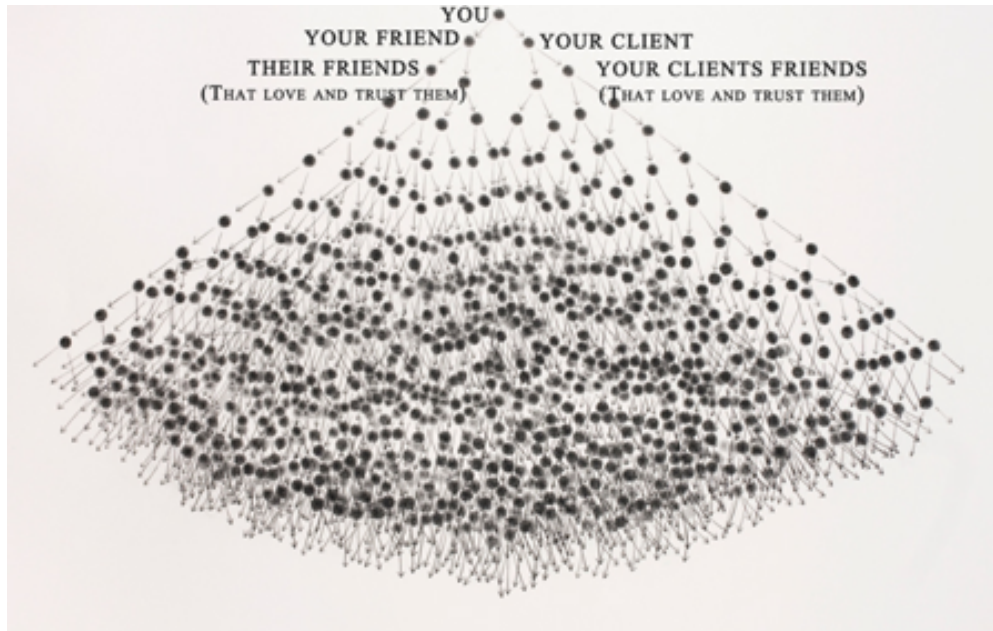 YOU
YOUR FRIEND
YOUR CLIENT
THEIR FRIENDS
YOUR CLIENTS FRIENDS
(THAT LOVE AND TRUST THEM)
(THAT LOVE AND TRUST THEM)